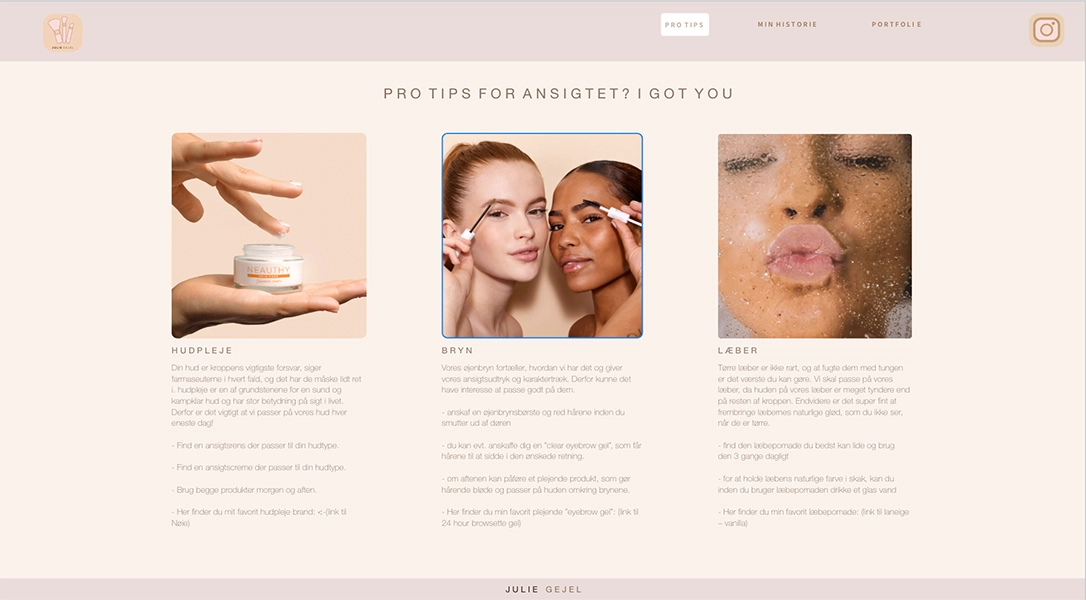 PRO TIPS
MIN HISTORIE
PORTFOLIE
JULIE GEJEL
PRO TIPS FOR ANSIGTET? I GOT YOU
NEAUTHY
HUDPLEJE
Din hud er kroppens vigtigste forsvar, siger
farmaseuterne i hvert fald, og det har de måske lidt ret
i. hudpleje er en af grundstenene for en sund og
kampklar hud og har stor betydning på sigt i livet.
Derfor er det vigtigt at vi passer på vores hud hver
eneste dag!
- Find en ansigtsrens der passer til din hudtype.
- Find en ansigtscreme der passer til din hudtype.
- Brug begge produkter morgen og aften.
- Her finder du mit favorit hudpleje brand: <-(link til
Nøie)
BRYN
Vores øjenbryn fortæller, hvordan vi har det og giver
vores ansigtsudtryk og karaktertræk. Derfor kunne det
have interesse at passe godt på dem.
- anskaf en øjenbrynsbørste og red hårene inden du
smutter ud af døren
- du kan evt. anskaffe dig en "clear eyebrow gel", som får
hårene til at sidde i den ønskede retning.
- om aftenen kan påføre et plejende produkt, som gør
hårende bløde og passer på huden omkring brynene.
- Her finder du min favorit plejende "eyebrow gel": (link til
24 hour browsette gel)
LÆBER
Tørre læber er ikke rart, og at fugte dem med tungen
er det værste du kan gøre. Vi skal passe på vores
læber, da huden på vores læber er meget tyndere end
på resten af kroppen. Endvidere er det super fint at
frembringe læbernes naturlige glød, som du ikke ser,
når de er tørre.
- find den læbepomade du bedst kan lide og brug
den 3 gange dagligt
- for at holde læbens naturlige farve i skak, kan du
inden du bruger læbepomaden drikke et glas vand
- Her finder du min favorit læbepomade: (link til laneige
– vanilla)
JULIE GEJEL